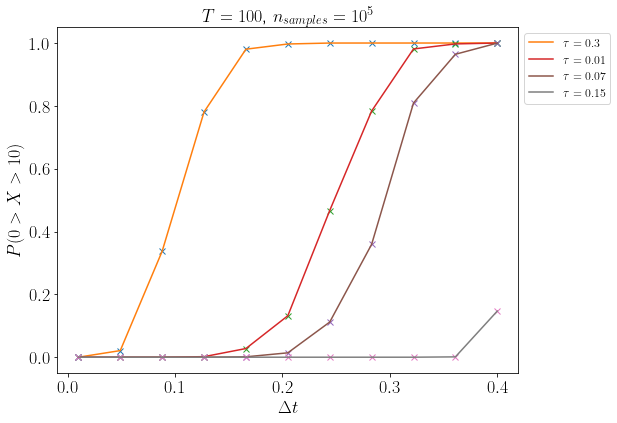 T = 100, n_samples = 10^5
P(0 > X > 10)
1.0
0.8
0.6
0.4
0.2
0.0
0.0 0.1 0.2 0.3 0.4
Δt
τ = 0.3
τ = 0.01
τ = 0.07
τ = 0.15